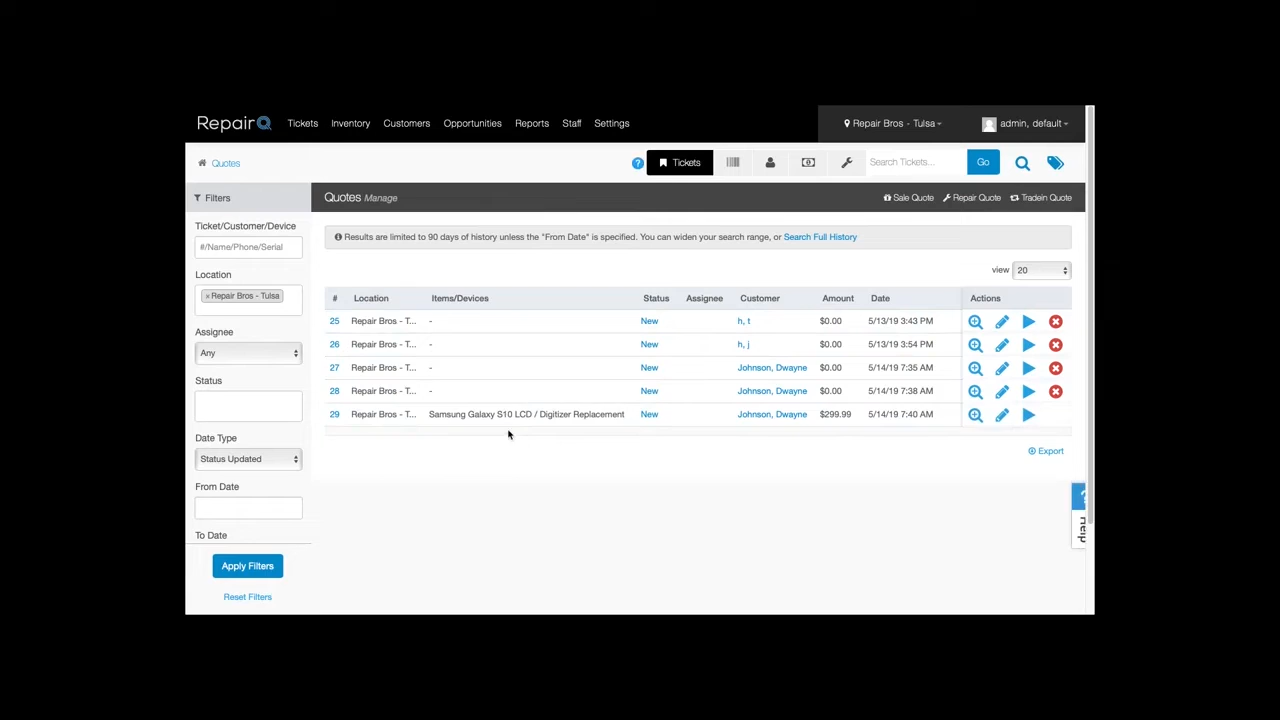 RepairQ Tickets Inventory Customers Opportunities Reports Staff Settings Repair Bros - Tulsa admin, default
Quotes ? Tickets Search Tickets... Go
Filters Quotes Manage Sale Quote Repair Quote Tradein Quote
Ticket/Customer/Device
#/Name/Phone/Serial
Results are limited to 90 days of history unless the "From Date" is specified. You can widen your search range, or Search Full History
view 20
Location
×Repair Bros - Tulsa
Assignee
Any
Status
Date Type
Status Updated
From Date
To Date
Apply Filters
Reset Filters
# Location Items/Devices Status Assignee Customer Amount Date Actions
25 Repair Bros - T... - New h, t $0.00 5/13/19 3:43 PM
26 Repair Bros - T... - New h, j $0.00 5/13/19 3:54 PM
27 Repair Bros - T... - New Johnson, Dwayne $0.00 5/14/19 7:35 AM
28 Repair Bros - T... - New Johnson, Dwayne $0.00 5/14/19 7:38 AM
29 Repair Bros - T... Samsung Galaxy S10 LCD / Digitizer Replacement New Johnson, Dwayne $299.99 5/14/19 7:40 AM
Export
? Help